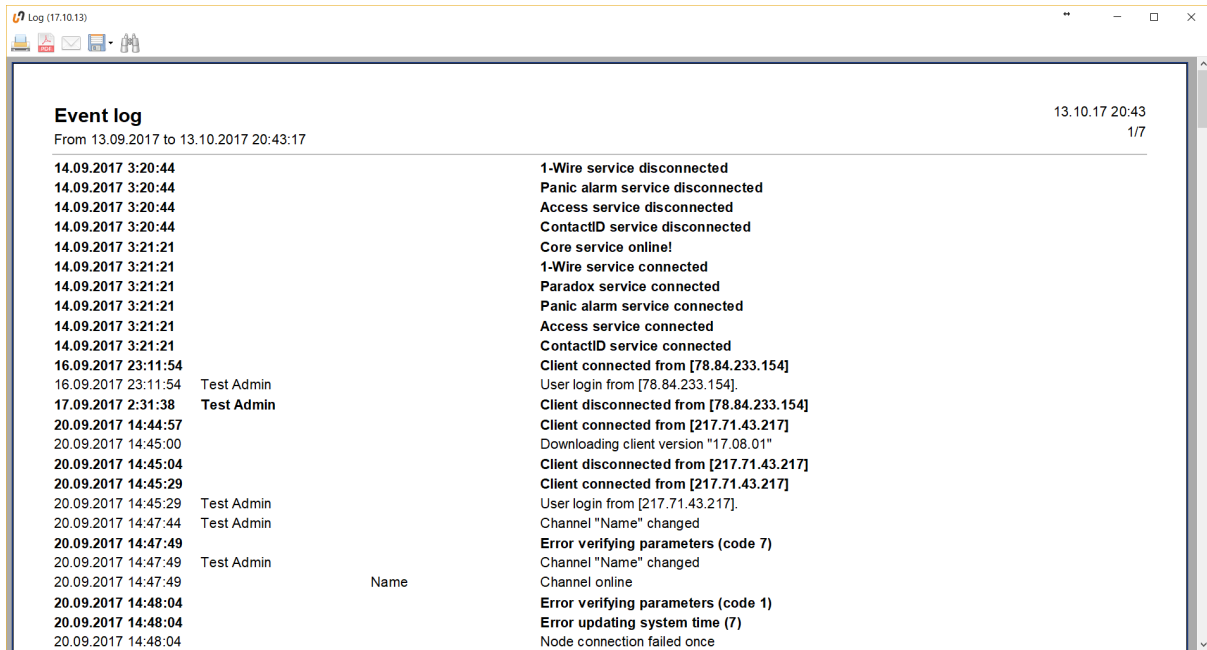 Log (17.10.13)
PDF
Event log
13.10.17 20:43
From 13.09.2017 to 13.10.2017 20:43:17
1/7
14.09.2017 3:20:44 1-Wire service disconnected
14.09.2017 3:20:44 Panic alarm service disconnected
14.09.2017 3:20:44 Access service disconnected
14.09.2017 3:20:44 ContactID service disconnected
14.09.2017 3:21:21 Core service online!
14.09.2017 3:21:21 1-Wire service connected
14.09.2017 3:21:21 Paradox service connected
14.09.2017 3:21:21 Panic alarm service connected
14.09.2017 3:21:21 Access service connected
14.09.2017 3:21:21 ContactID service connected
16.09.2017 23:11:54 Client connected from [78.84.233.154]
16.09.2017 23:11:54 Test Admin User login from [78.84.233.154].
17.09.2017 2:31:38 Test Admin Client disconnected from [78.84.233.154]
20.09.2017 14:44:57 Client connected from [217.71.43.217]
20.09.2017 14:45:00 Downloading client version "17.08.01"
20.09.2017 14:45:04 Client disconnected from [217.71.43.217]
20.09.2017 14:45:29 Client connected from [217.71.43.217]
20.09.2017 14:45:29 Test Admin User login from [217.71.43.217].
20.09.2017 14:47:44 Test Admin Channel "Name" changed
20.09.2017 14:47:49 Error verifying parameters (code 7)
20.09.2017 14:47:49 Test Admin Channel "Name" changed
20.09.2017 14:47:49 Name Channel online
20.09.2017 14:48:04 Error verifying parameters (code 1)
20.09.2017 14:48:04 Error updating system time (7)
20.09.2017 14:48:04 Node connection failed once